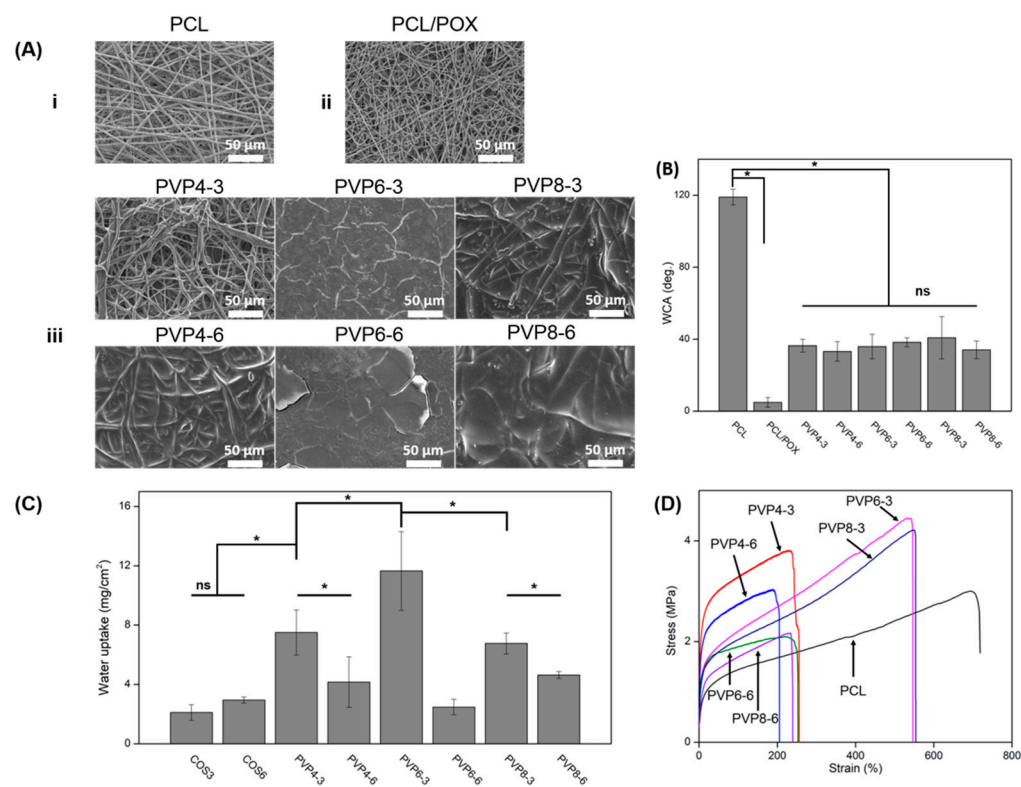 PCL
PCL/POX
(A)
i
ii
50 µm
50 µm
PVP4-3
PVP6-3
PVP8-3
50 µm
50 µm
50 µm
iii
PVP4-6
PVP6-6
PVP8-6
50 µm
50 µm
50 µm
(B)
*
*
ns
120
80
40
0
WCA (deg.)
PCL
PCL/POX
PVP4-3
PVP4-6
PVP6-3
PVP6-6
PVP8-3
PVP8-6
(C)
16
12
8
4
0
Water uptake (mg/cm²)
ns
*
*
*
*
*
COS3
COS6
PVP4-3
PVP4-6
PVP6-3
PVP6-6
PVP8-3
PVP8-6
(D)
PVP6-3
PVP4-3
PVP8-3
PVP4-6
PVP6-6
PVP8-6
PCL
4
2
0
Stress (MPa)
0
200
400
600
800
Strain (%)